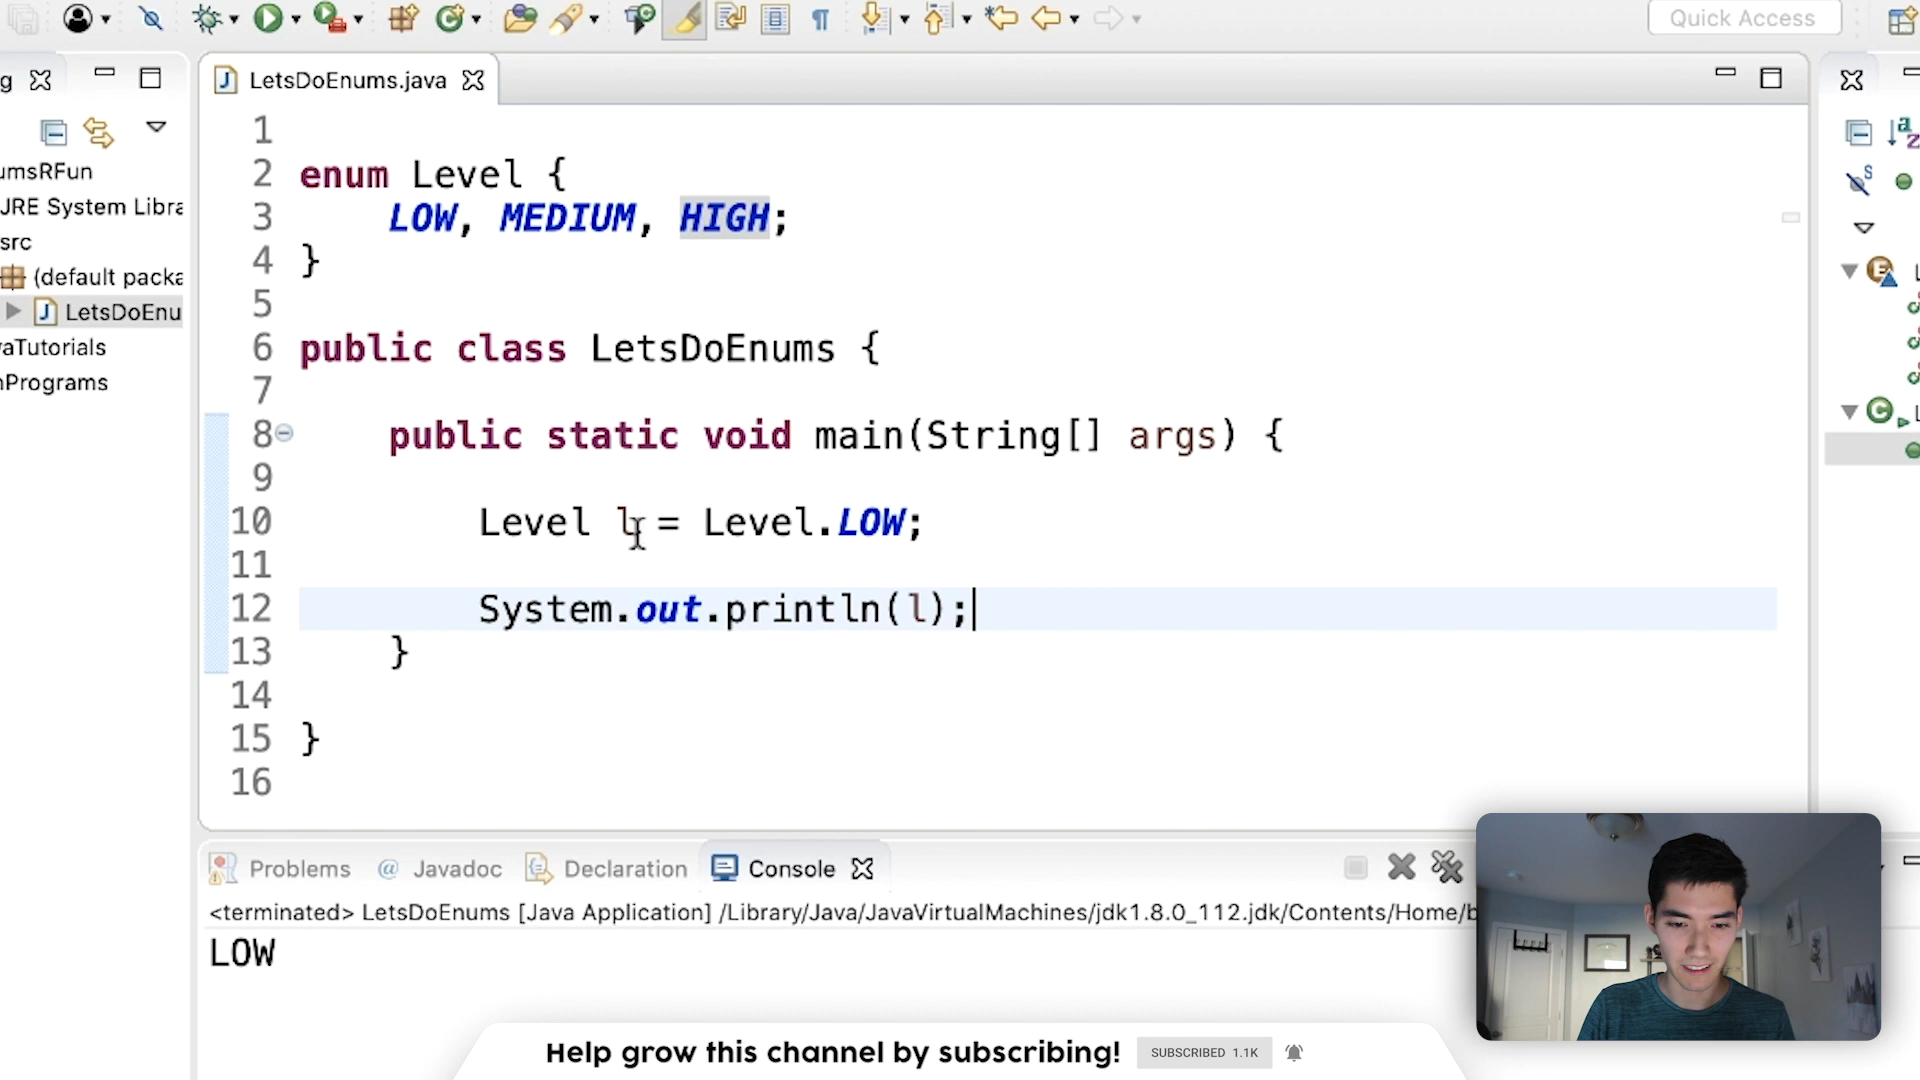 Quick Access
g
LetsDoEnums.java
umsRFun
JRE System Libra
src
(default packa
LetsDoEnu
vaTutorials
nPrograms
1
2 enum Level {
3 LOW, MEDIUM, HIGH;
4 }
5
6 public class LetsDoEnums {
7
8 public static void main(String[] args) {
9
10 Level l = Level.LOW;
11
12 System.out.println(l);
13 }
14
15 }
16
Problems @ Javadoc Declaration Console
<terminated> LetsDoEnums [Java Application] /Library/Java/JavaVirtualMachines/jdk1.8.0_112.jdk/Contents/Home/b
LOW
Help grow this channel by subscribing! SUBSCRIBED 1.1K